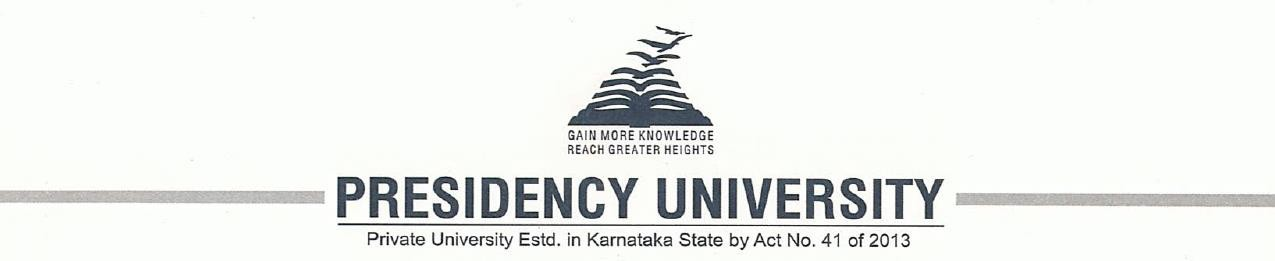 GAIN MORE KNOWLEDGE
REACH GREATER HEIGHTS
PRESIDENCY UNIVERSITY
Private University Estd. in Karnataka State by Act No. 41 of 2013